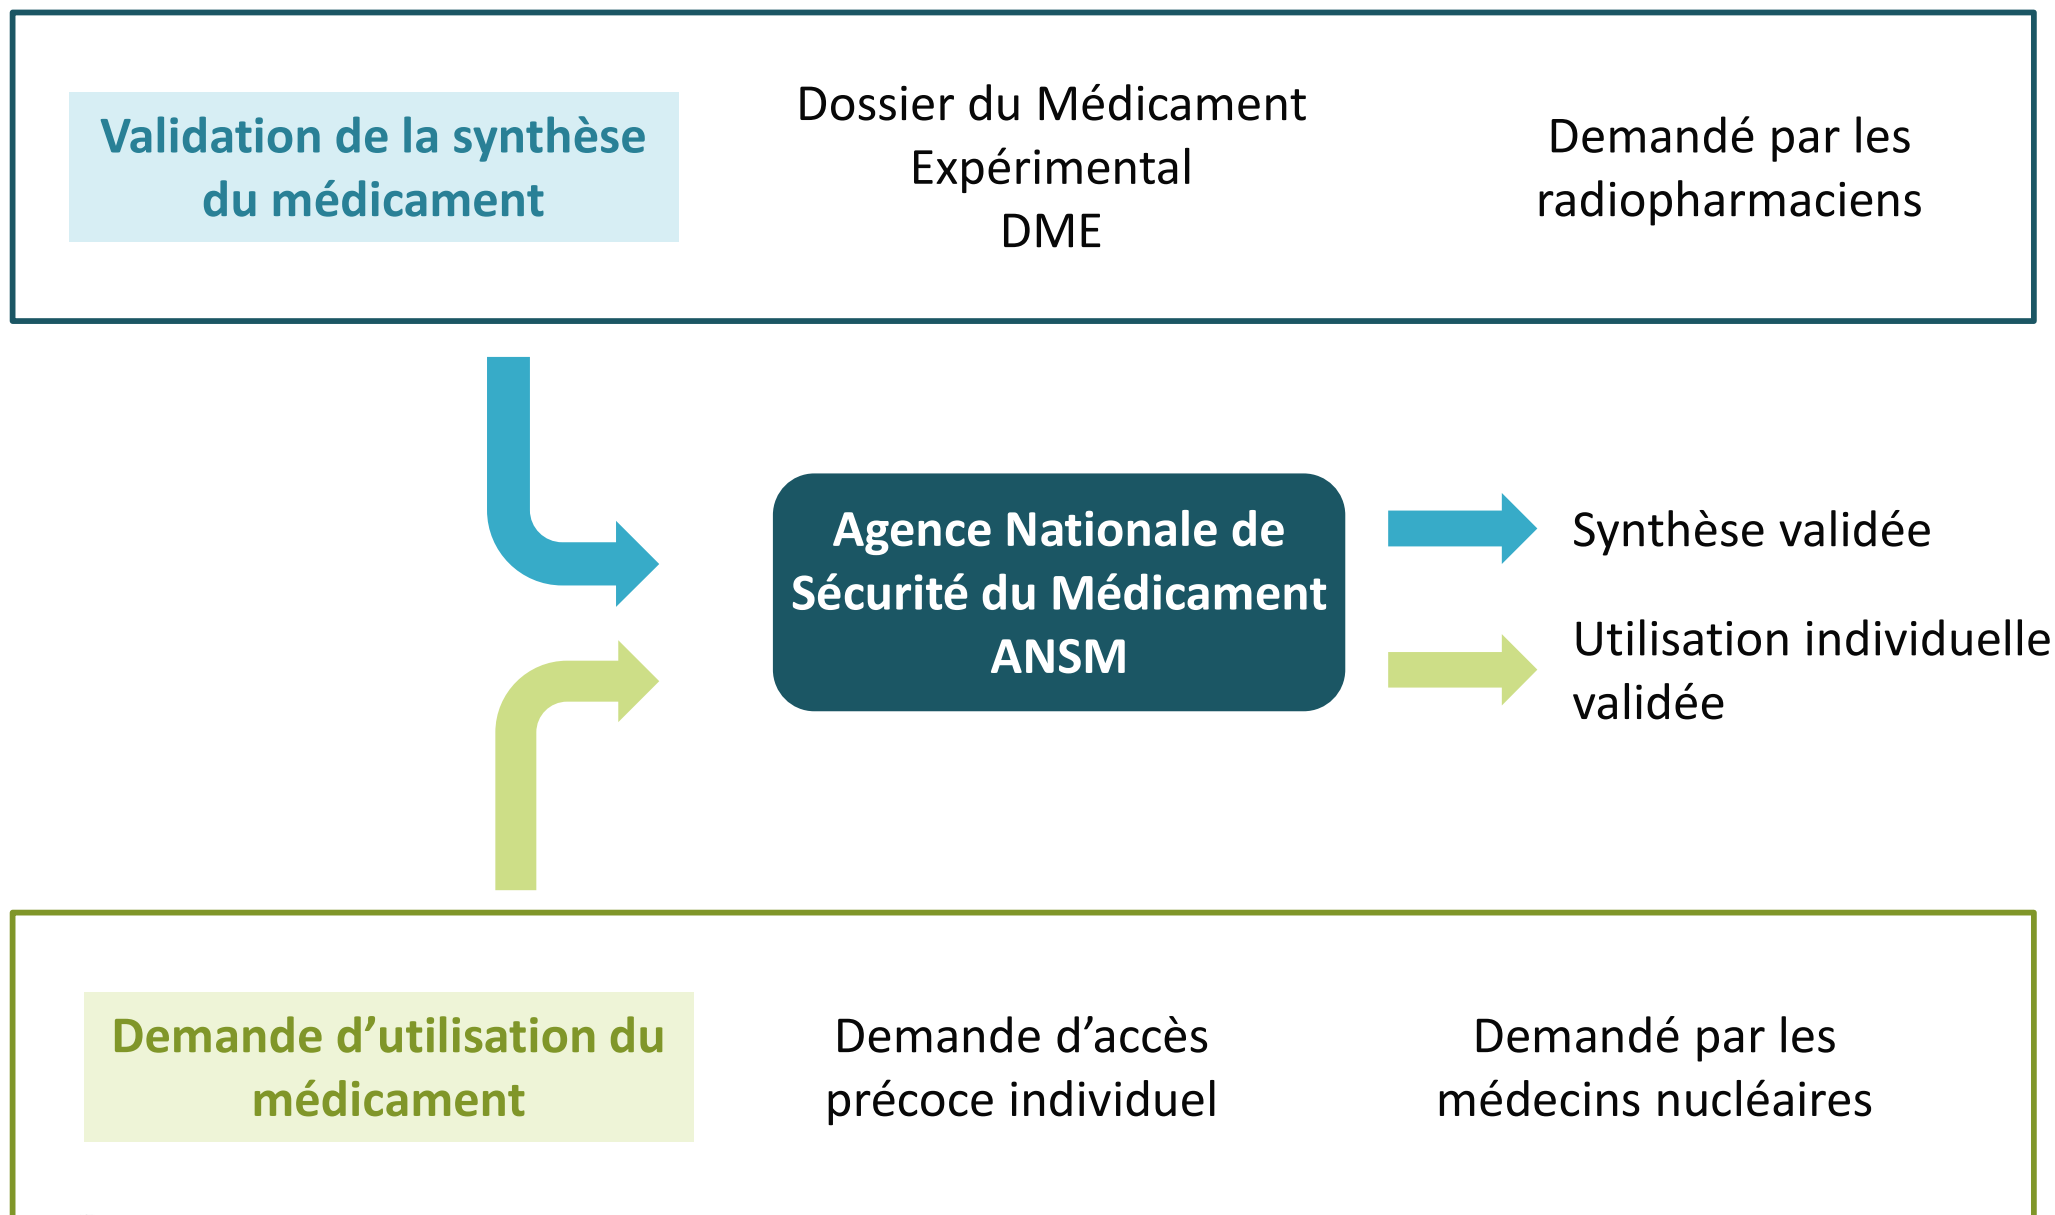 Validation de la synthèse
du médicament
Dossier du Médicament
Expérimental
DME
Demandé par les
radiopharmaciens
Agence Nationale de
Sécurité du Médicament
ANSM
Synthèse validée
Utilisation individuelle
validée
Demande d’utilisation du
médicament
Demande d’accès
précoce individuel
Demandé par les
médecins nucléaires